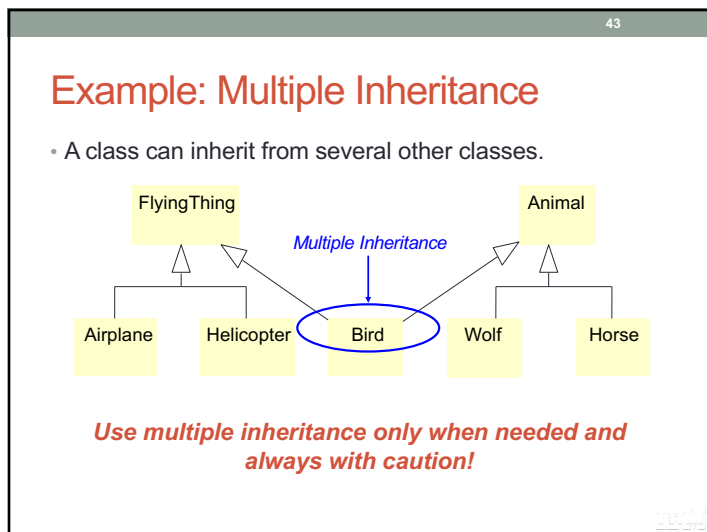 43
Example: Multiple Inheritance
• A class can inherit from several other classes.
FlyingThing
Animal
Multiple Inheritance
Airplane
Helicopter
Bird
Wolf
Horse
Use multiple inheritance only when needed and
always with caution!